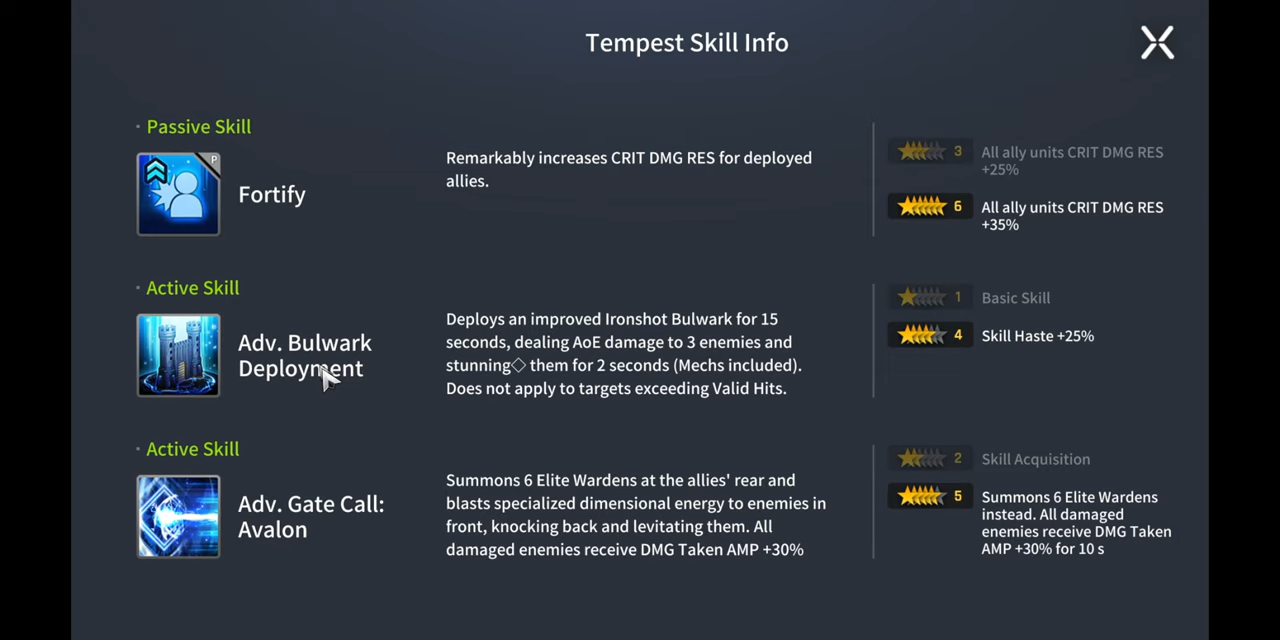 Tempest Skill Info
· Passive Skill
P
Fortify
Remarkably increases CRIT DMG RES for deployed
allies.
3
All ally units CRIT DMG RES
+25%
6
All ally units CRIT DMG RES
+35%
· Active Skill
Adv. Bulwark
Deployment
Deploys an improved Ironshot Bulwark for 15
seconds, dealing AoE damage to 3 enemies and
stunning◇ them for 2 seconds (Mechs included).
Does not apply to targets exceeding Valid Hits.
1
Basic Skill
4
Skill Haste +25%
· Active Skill
Adv. Gate Call:
Avalon
Summons 6 Elite Wardens at the allies' rear and
blasts specialized dimensional energy to enemies in
front, knocking back and levitating them. All
damaged enemies receive DMG Taken AMP +30%
2
Skill Acquisition
5
Summons 6 Elite Wardens
instead. All damaged
enemies receive DMG Taken
AMP +30% for 10 s